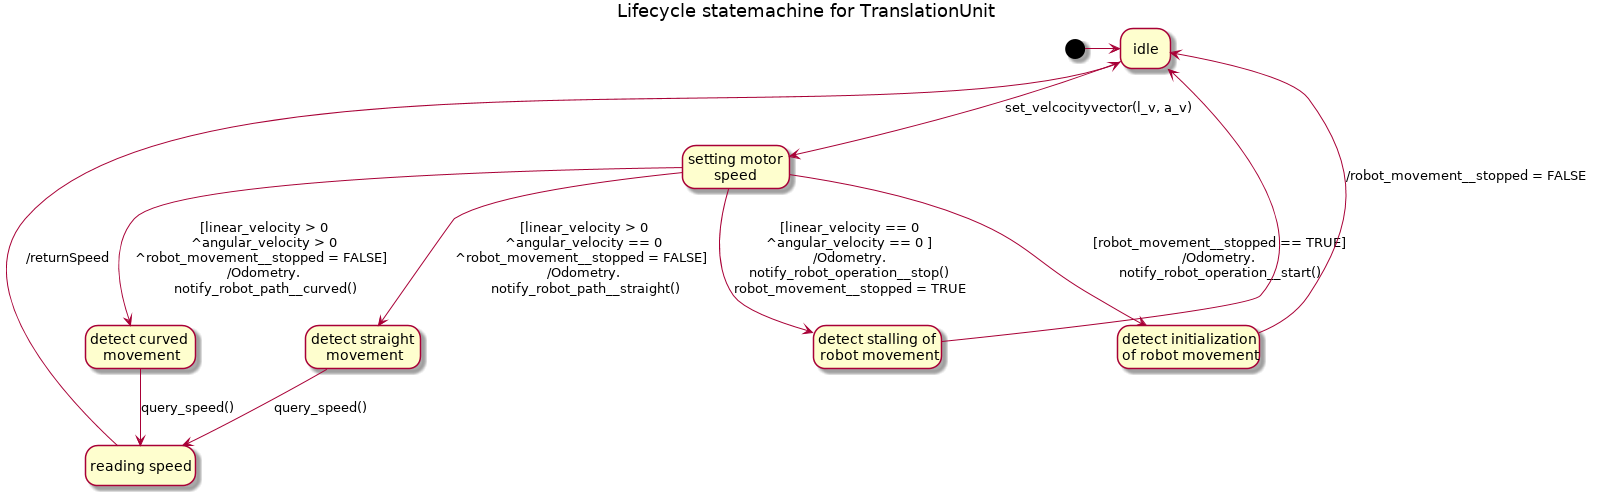 Lifecycle statemachine for TranslationUnit
idle
set_velcocityvector(l_v, a_v)
setting motor
speed
/robot_movement__stopped = FALSE
/returnSpeed
[linear_velocity > 0
^angular_velocity > 0
^robot_movement__stopped = FALSE]
/Odometry.
notify_robot_path__curved()
[linear_velocity > 0
^angular_velocity == 0
^robot_movement__stopped = FALSE]
/Odometry.
notify_robot_path__straight()
[linear_velocity == 0
^angular_velocity == 0 ]
/Odometry.
notify_robot_operation__stop()
robot_movement__stopped = TRUE
[robot_movement__stopped == TRUE]
/Odometry.
notify_robot_operation__start()
detect curved
movement
detect straight
movement
detect stalling of
robot movement
detect initialization
of robot movement
query_speed()
query_speed()
reading speed